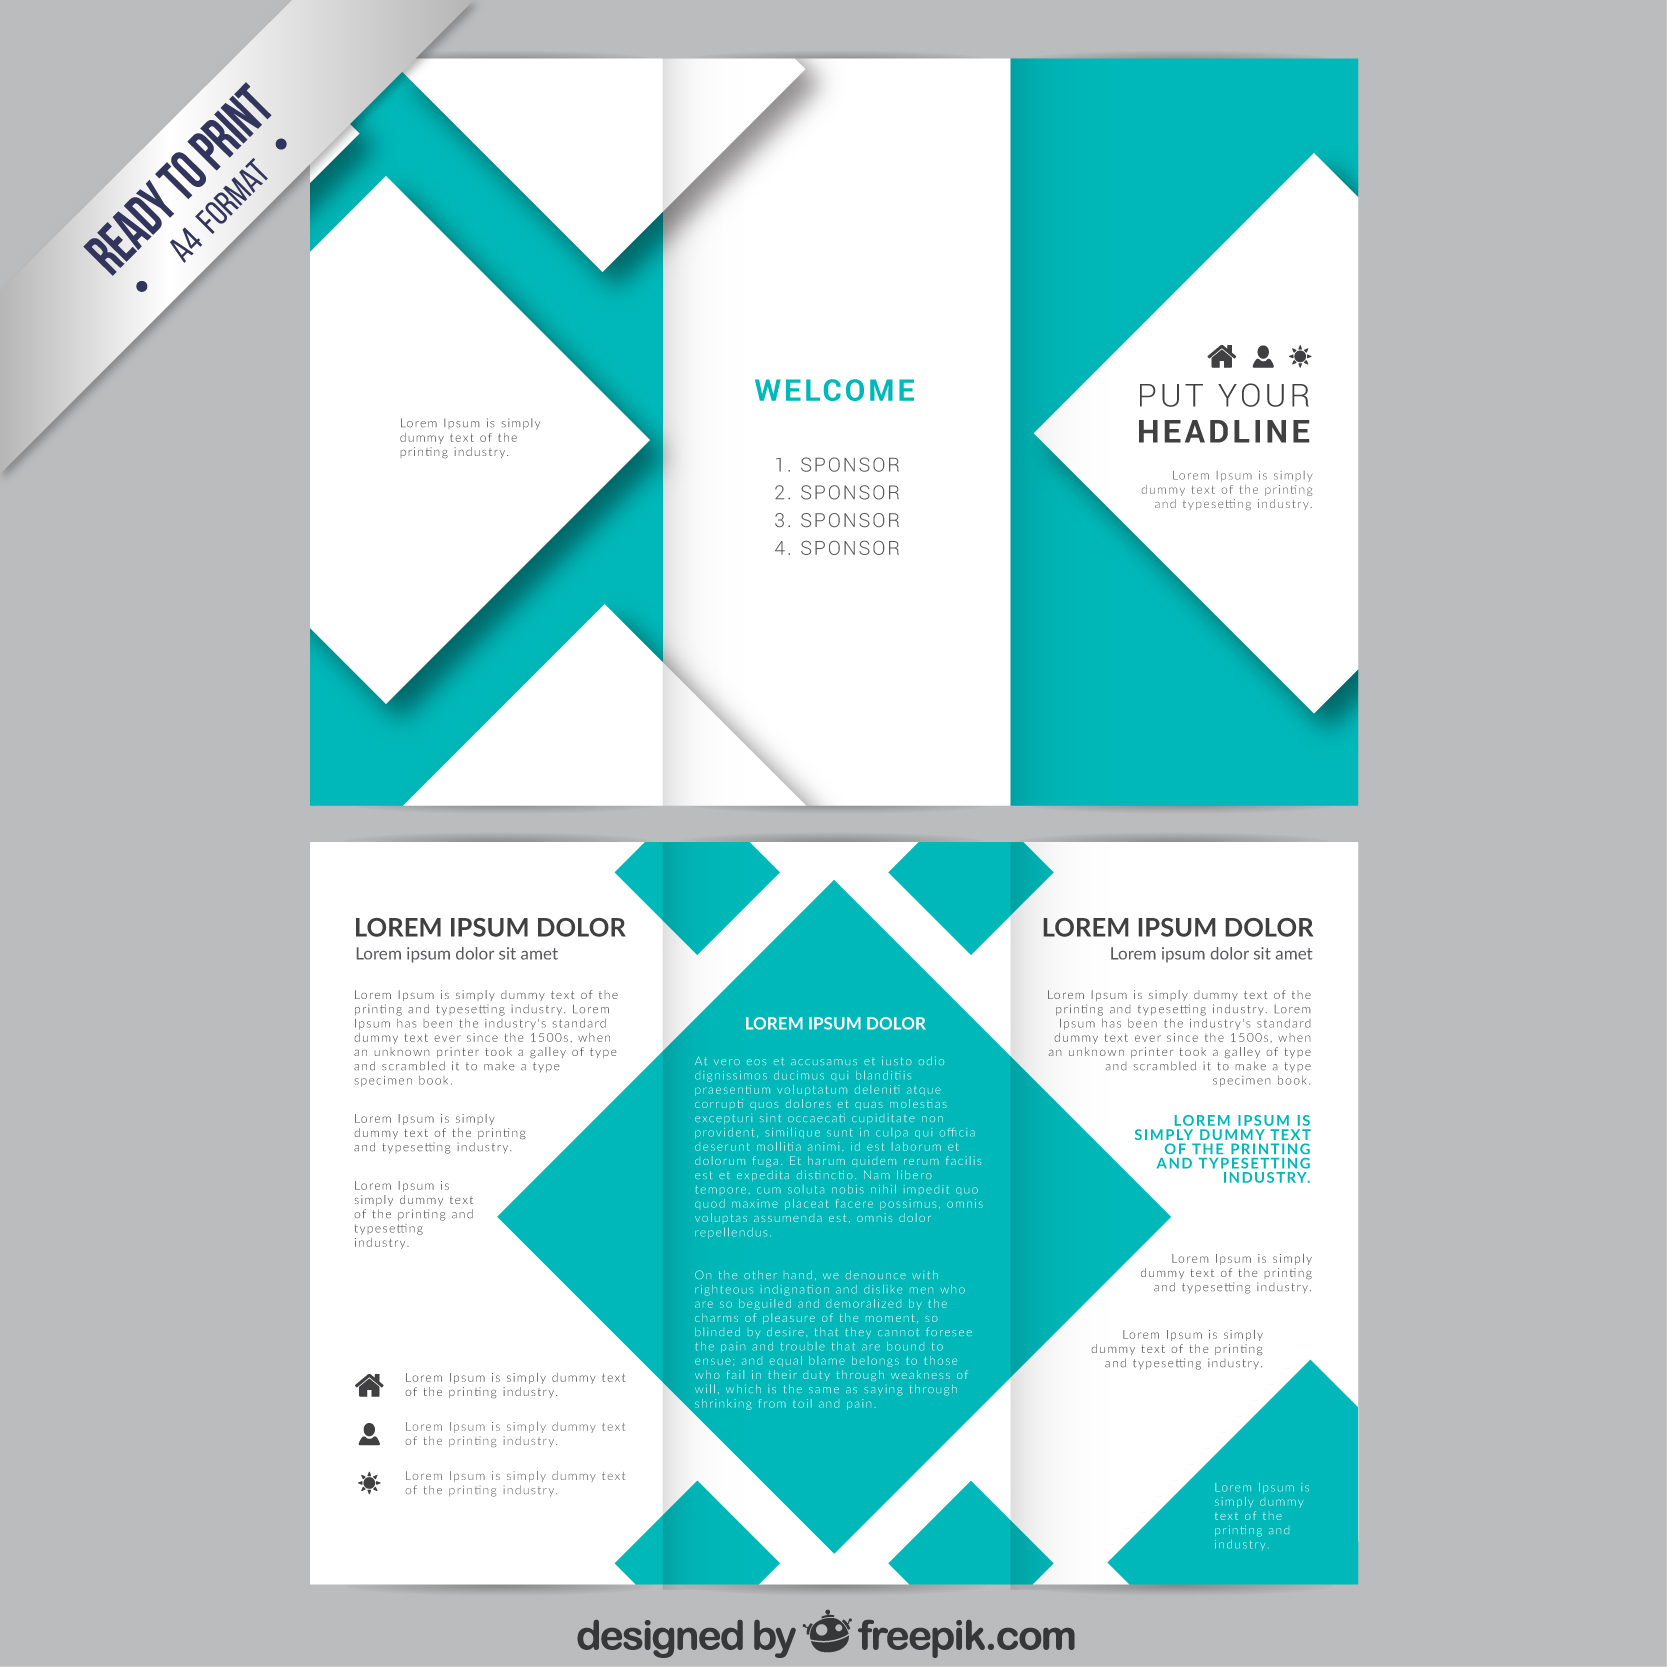 READY TO PRINT
A4 FORMAT
Lorem Ipsum is simply
dummy text of the
printing industry.
WELCOME
1. SPONSOR
2. SPONSOR
3. SPONSOR
4. SPONSOR
PUT YOUR
HEADLINE
Lorem Ipsum is simply
dummy text of the printing
and typesetting industry.
LOREM IPSUM DOLOR
Lorem ipsum dolor sit amet
Lorem Ipsum is simply dummy text of the
printing and typesetting industry. Lorem
Ipsum has been the industry's standard
dummy text ever since the 1500s, when
an unknown printer took a galley of type
and scrambled it to make a type
specimen book.
Lorem Ipsum is simply
dummy text of the printing
and typesetting industry.
Lorem Ipsum is
simply dummy text
of the printing and
typesetting
industry.
Lorem Ipsum is simply dummy text
of the printing industry.
Lorem Ipsum is simply dummy text
of the printing industry.
Lorem Ipsum is simply dummy text
of the printing industry.
LOREM IPSUM DOLOR
At vero eos et accusamus et iusto odio
dignissimos ducimus qui blanditiis
praesentium voluptatum deleniti atque
corrupti quos dolores et quas molestias
excepturi sint occaecati cupiditate non
provident, similique sunt in culpa qui officia
deserunt mollitia animi, id est laborum et
dolorum fuga. Et harum quidem rerum facilis
est et expedita distinctio. Nam libero
tempore, cum soluta nobis nihil impedit quo
quod maxime placeat facere possimus, omnis
voluptas assumenda est, omnis dolor
repellendus.
On the other hand, we denounce with
righteous indignation and dislike men who
are so beguiled and demoralized by the
charms of pleasure of the moment, so
blinded by desire, that they cannot foresee
the pain and trouble that are bound to
ensue; and equal blame belongs to those
who fail in their duty through weakness of
will, which is the same as saying through
shrinking from toil and pain.
LOREM IPSUM DOLOR
Lorem ipsum dolor sit amet
Lorem Ipsum is simply dummy text of the
printing and typesetting industry. Lorem
Ipsum has been the industry's standard
dummy text ever since the 1500s, when
an unknown printer took a galley of type
and scrambled it to make a type
specimen book.
LOREM IPSUM IS
SIMPLY DUMMY TEXT
OF THE PRINTING
AND TYPESETTING
INDUSTRY.
Lorem Ipsum is simply
dummy text of the printing
and typesetting industry.
Lorem Ipsum is simply
dummy text of the printing
and typesetting industry.
Lorem Ipsum is
simply dummy
text of the
printing and
industry.
designed by freepik.com